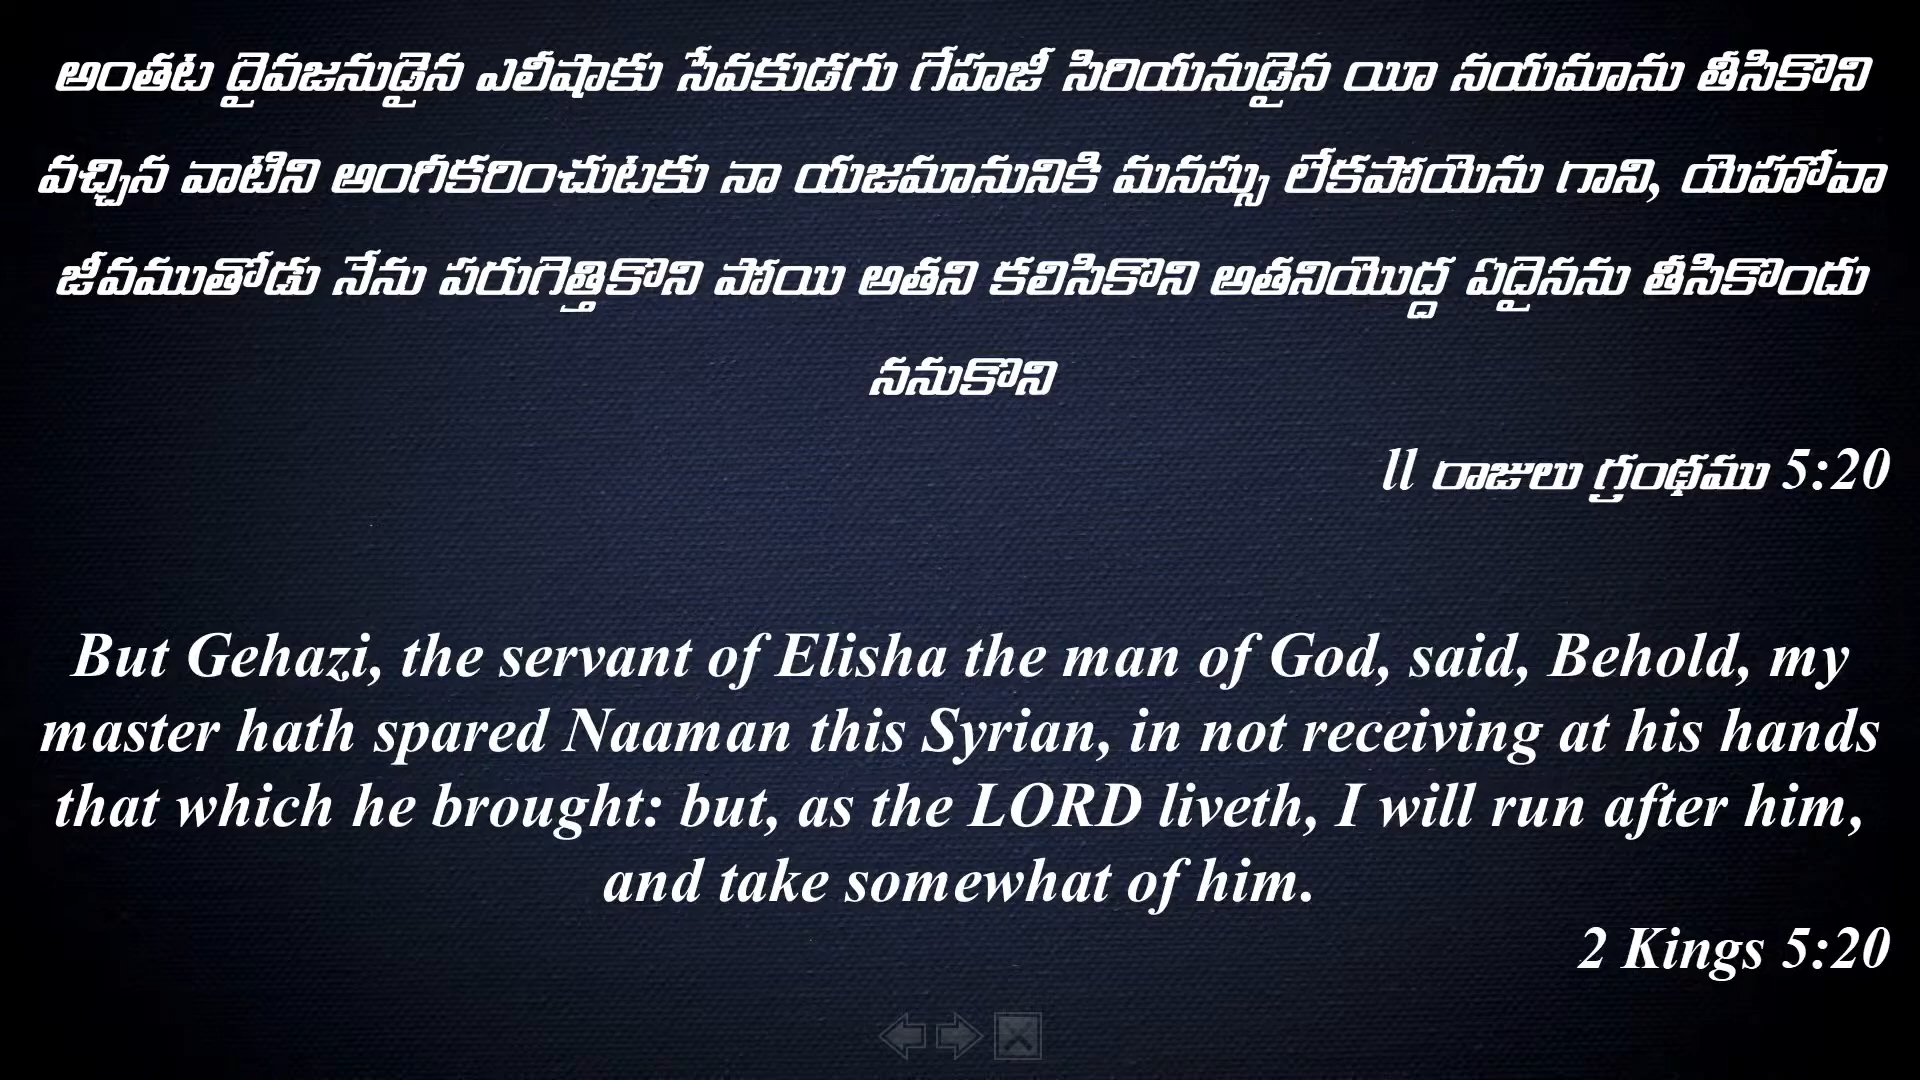 అంతట దైవజనుడైన ఎలీషాకు సేవకుడగు గేహజీ సిరియనుడైన యీ నయమాను తీసికొని
వచ్చిన వాటిని అంగీకరించుటకు నా యజమానునికి మనస్సు లేకపోయెను గాని, యెహోవా
జీవముతోడు నేను పరుగెత్తికొని పోయి అతని కలిసికొని అతనియొద్ద ఏదైనను తీసికొందు
ననుకొని
ll రాజులు గ్రంథము 5:20
But Gehazi, the servant of Elisha the man of God, said, Behold, my
master hath spared Naaman this Syrian, in not receiving at his hands
that which he brought: but, as the LORD liveth, I will run after him,
and take somewhat of him.
2 Kings 5:20